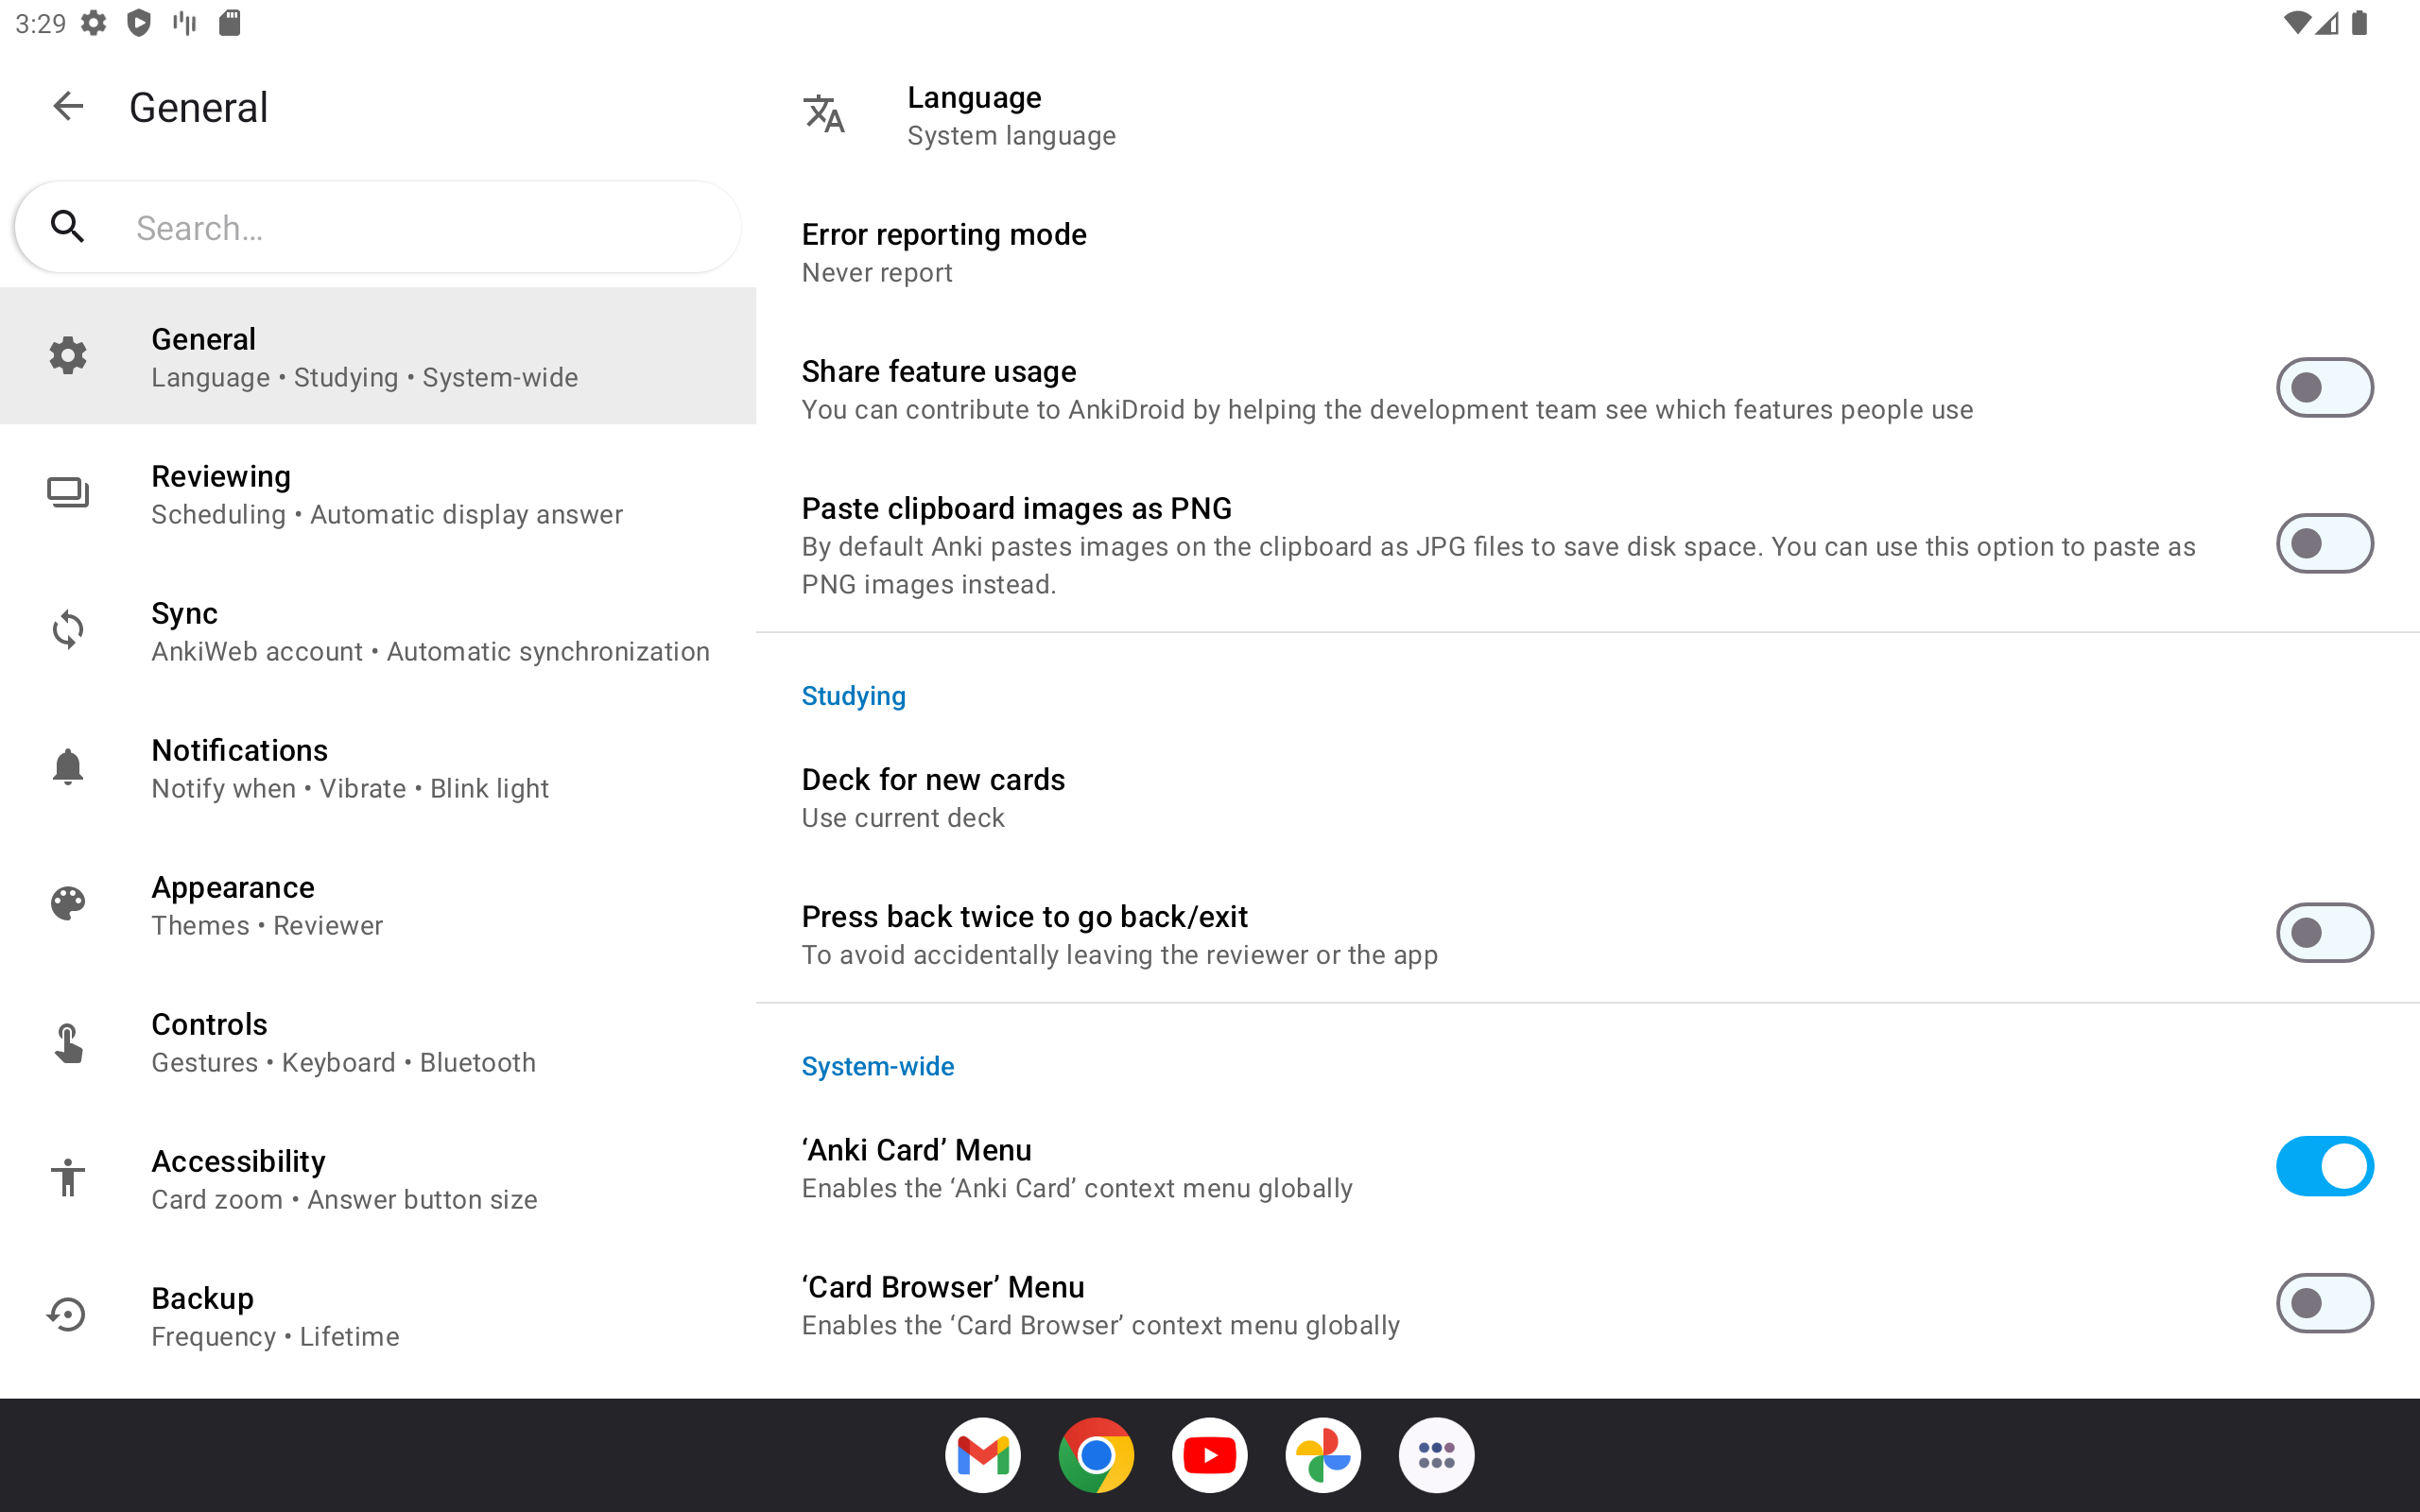 3:29
General
Search…
General
Language • Studying • System-wide
Reviewing
Scheduling • Automatic display answer
Sync
AnkiWeb account • Automatic synchronization
Notifications
Notify when • Vibrate • Blink light
Appearance
Themes • Reviewer
Controls
Gestures • Keyboard • Bluetooth
Accessibility
Card zoom • Answer button size
Backup
Frequency • Lifetime
Language
System language
Error reporting mode
Never report
Share feature usage
You can contribute to AnkiDroid by helping the development team see which features people use
Paste clipboard images as PNG
By default Anki pastes images on the clipboard as JPG files to save disk space. You can use this option to paste as
PNG images instead.
Studying
Deck for new cards
Use current deck
Press back twice to go back/exit
To avoid accidentally leaving the reviewer or the app
System-wide
‘Anki Card’ Menu
Enables the ‘Anki Card’ context menu globally
‘Card Browser’ Menu
Enables the ‘Card Browser’ context menu globally